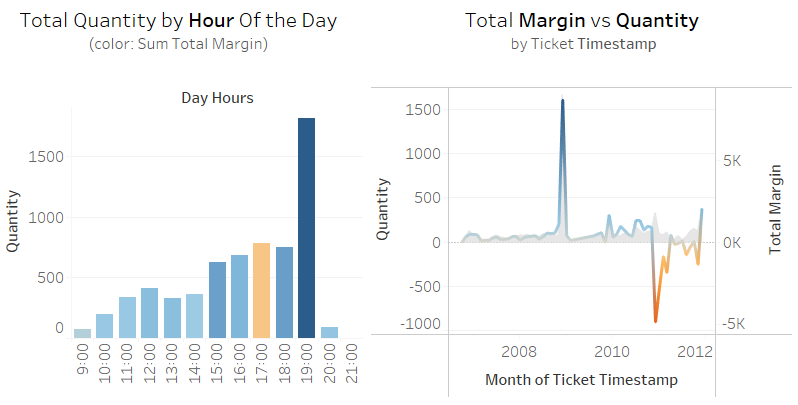 Total Quantity by Hour Of the Day
(color: Sum Total Margin)
Day Hours
Quantity
1500
1000
500
0
9:00
10:00
11:00
12:00
13:00
14:00
15:00
16:00
17:00
18:00
19:00
20:00
21:00
Total Margin vs Quantity
by Ticket Timestamp
Quantity
1500
1000
500
0
-500
-1000
5K
0K
-5K
Total Margin
2008
2010
2012
Month of Ticket Timestamp